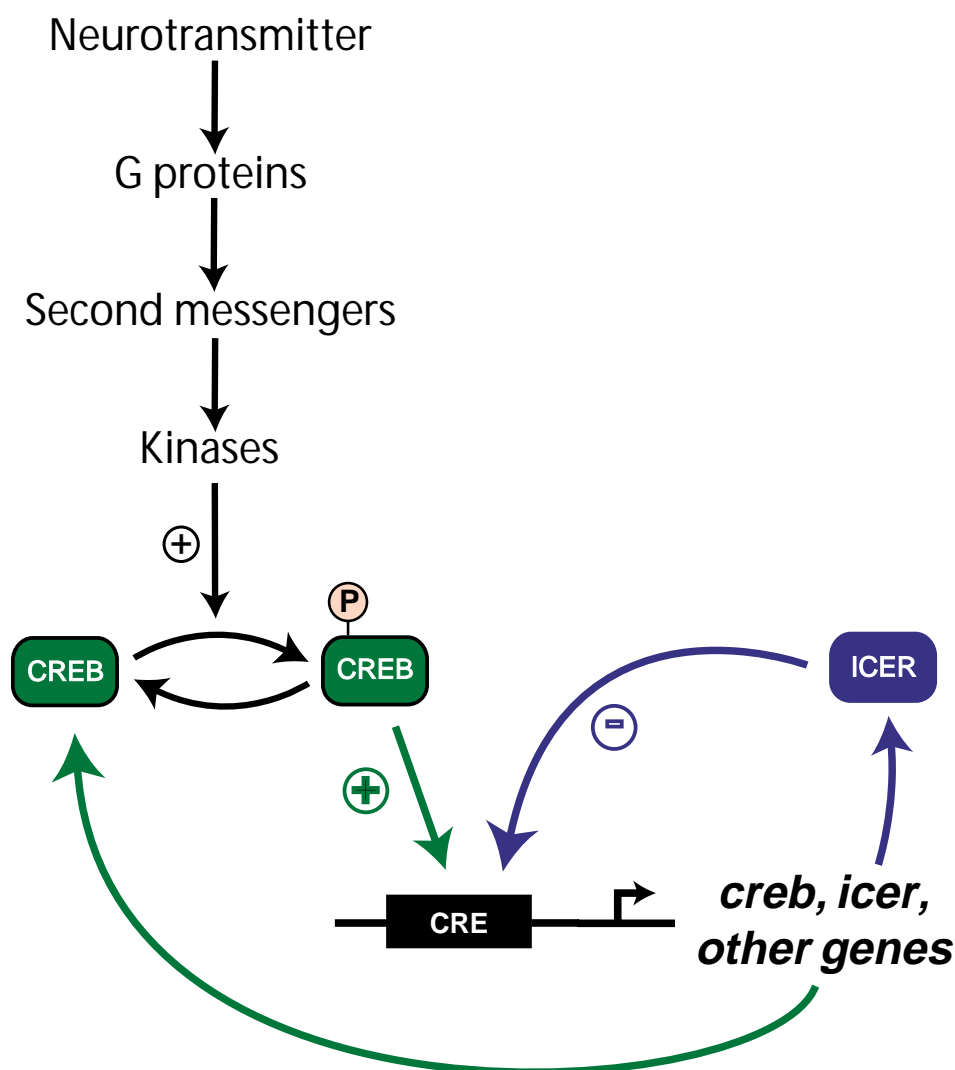 Neurotransmitter
G proteins
Second messengers
Kinases
+
P
CREB
CREB
ICER
-
+
CRE
creb, icer,
other genes